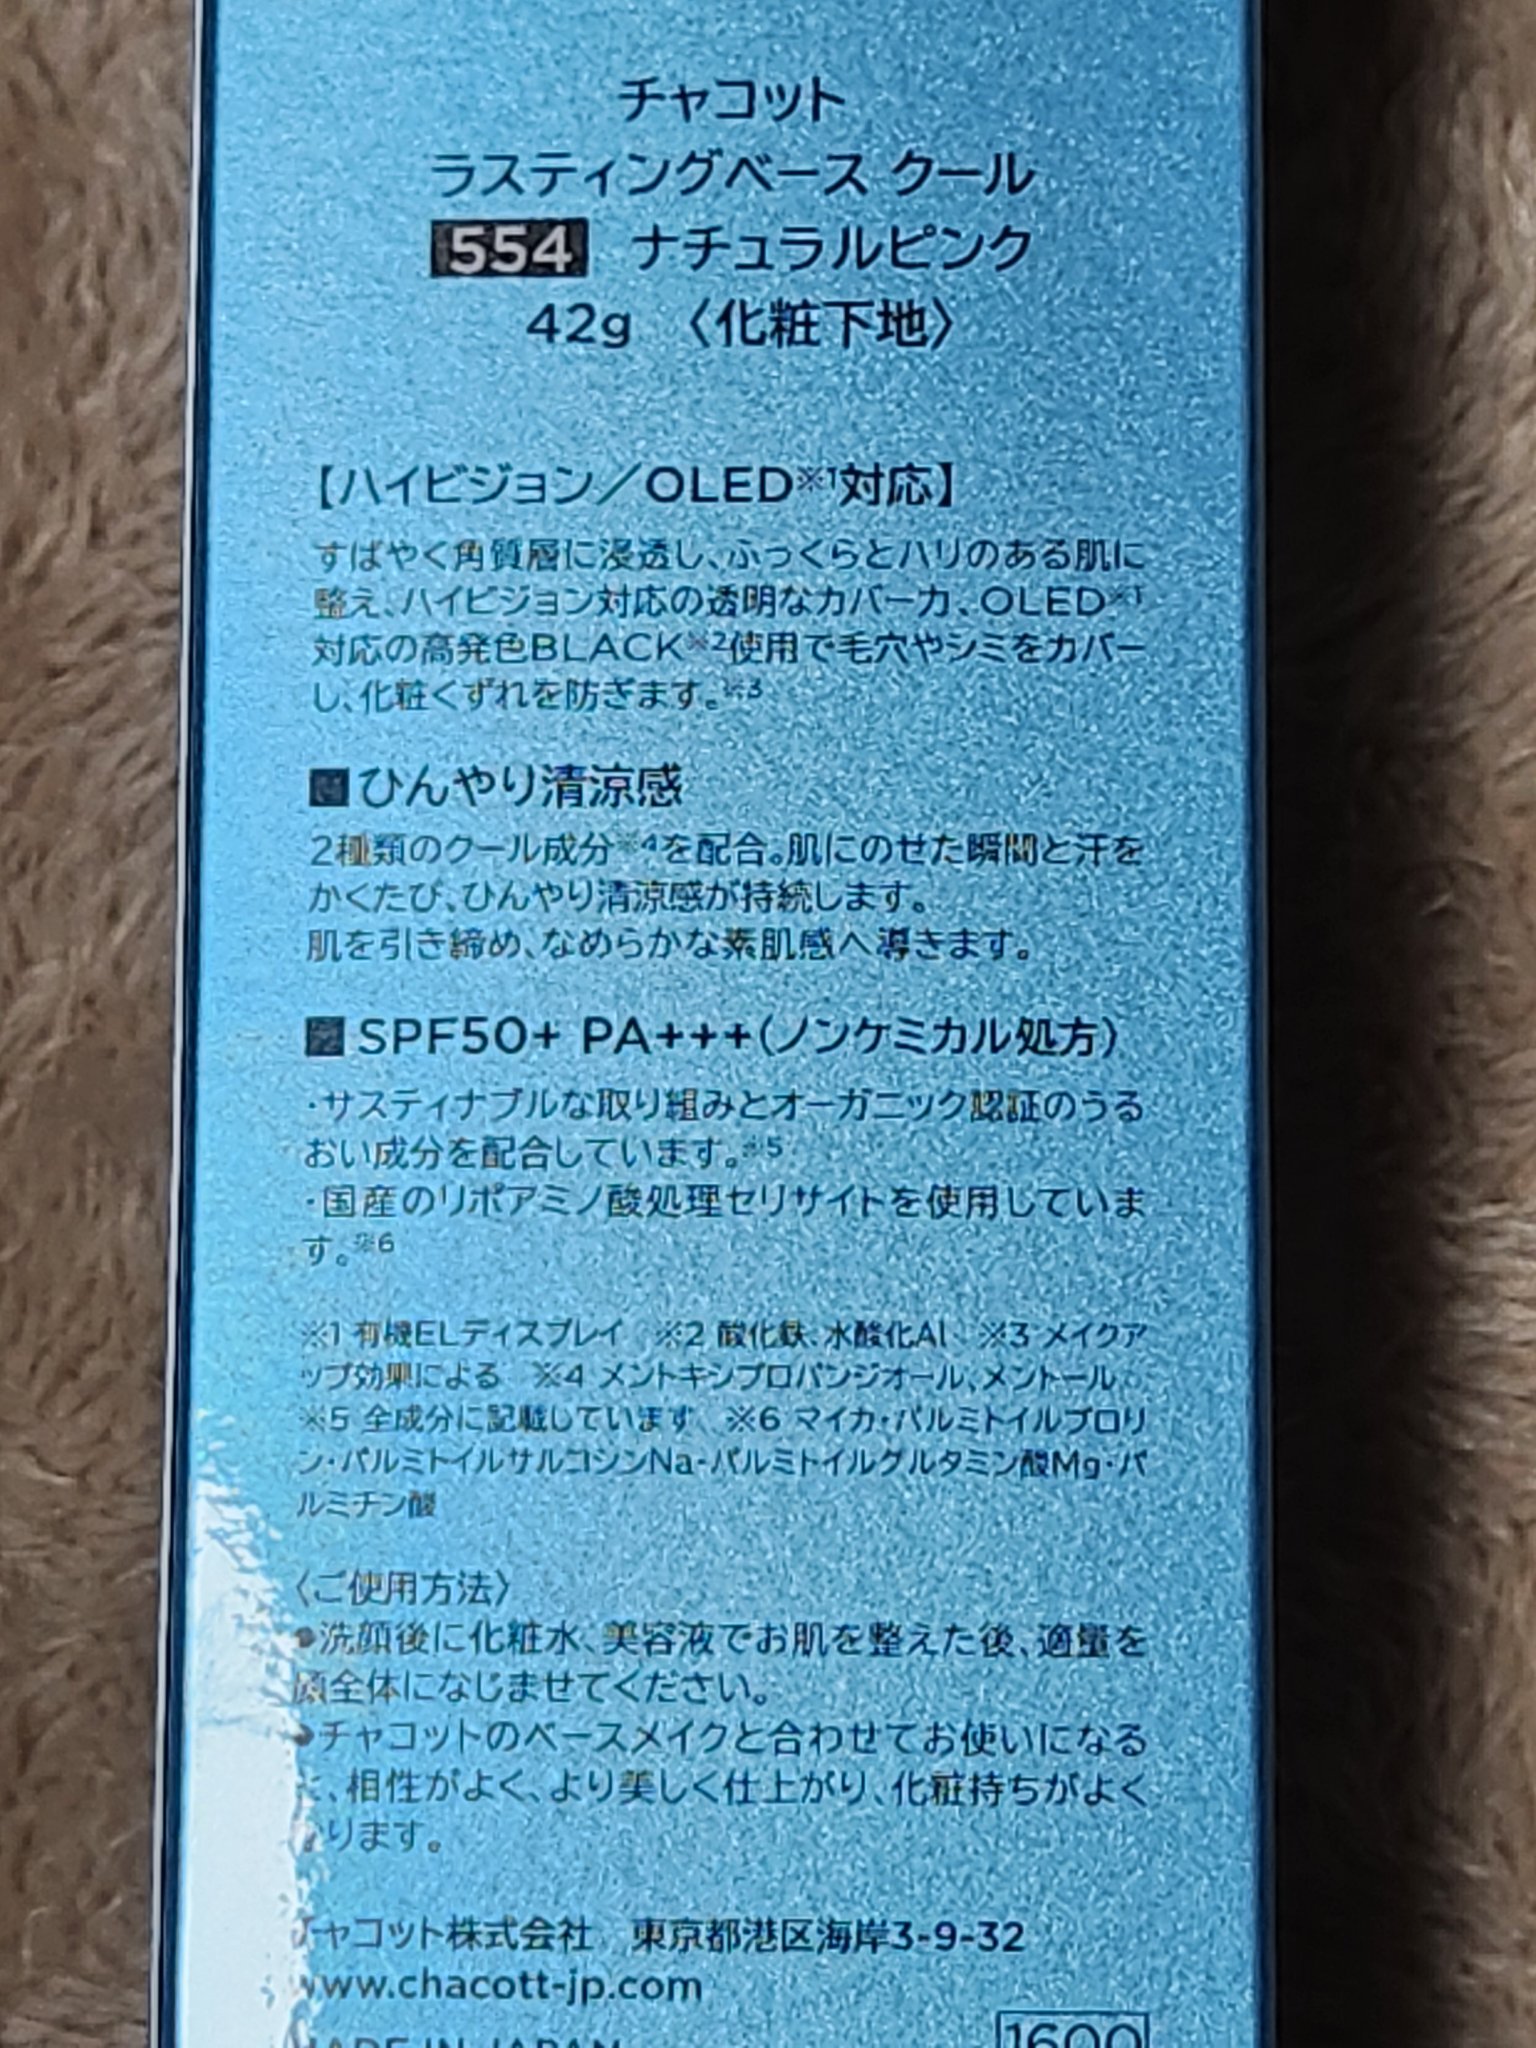 チャコット
ラスティングベース クール
554 ナチュラルピンク
42g 〈化粧下地〉
【ハイビジョン／OLED※1対応】
すばやく角質層に浸透し、ふっくらとハリのある肌に
整え、ハイビジョン対応の透明なカバー力、OLED※1
対応の高発色BLACK※2使用で毛穴やシミをカバー
し、化粧くずれを防ぎます。※3
■ひんやり清涼感
2種類のクール成分※4を配合。肌にのせた瞬間と汗を
かくたび、ひんやり清涼感が持続します。
肌を引き締め、なめらかな素肌感へ導きます。
■SPF50+ PA+++（ノンケミカル処方）
・サスティナブルな取り組みとオーガニック認証のうる
おい成分を配合しています。※5
・国産のリポアミノ酸処理セリサイトを使用していま
す。※6
※1 有機ELディスプレイ ※2 酸化鉄、水酸化Al ※3 メイクア
ップ効果による ※4 メントキシプロパンジオール、メントール
※5 全成分に記載しています ※6 マイカ・パルミトイルプロリ
ン・パルミトイルサルコシンNa・パルミトイルグルタミン酸Mg・パ
ルミチン酸
〈ご使用方法〉
●洗顔後に化粧水、美容液でお肌を整えた後、適量を
顔全体になじませてください。
●チャコットのベースメイクと合わせてお使いになる
と、相性がよく、より美しく仕上がり、化粧持ちがよく
なります。
チャコット株式会社 東京都港区海岸3-9-32
www.chacott-jp.com
MADE IN JAPAN
1600